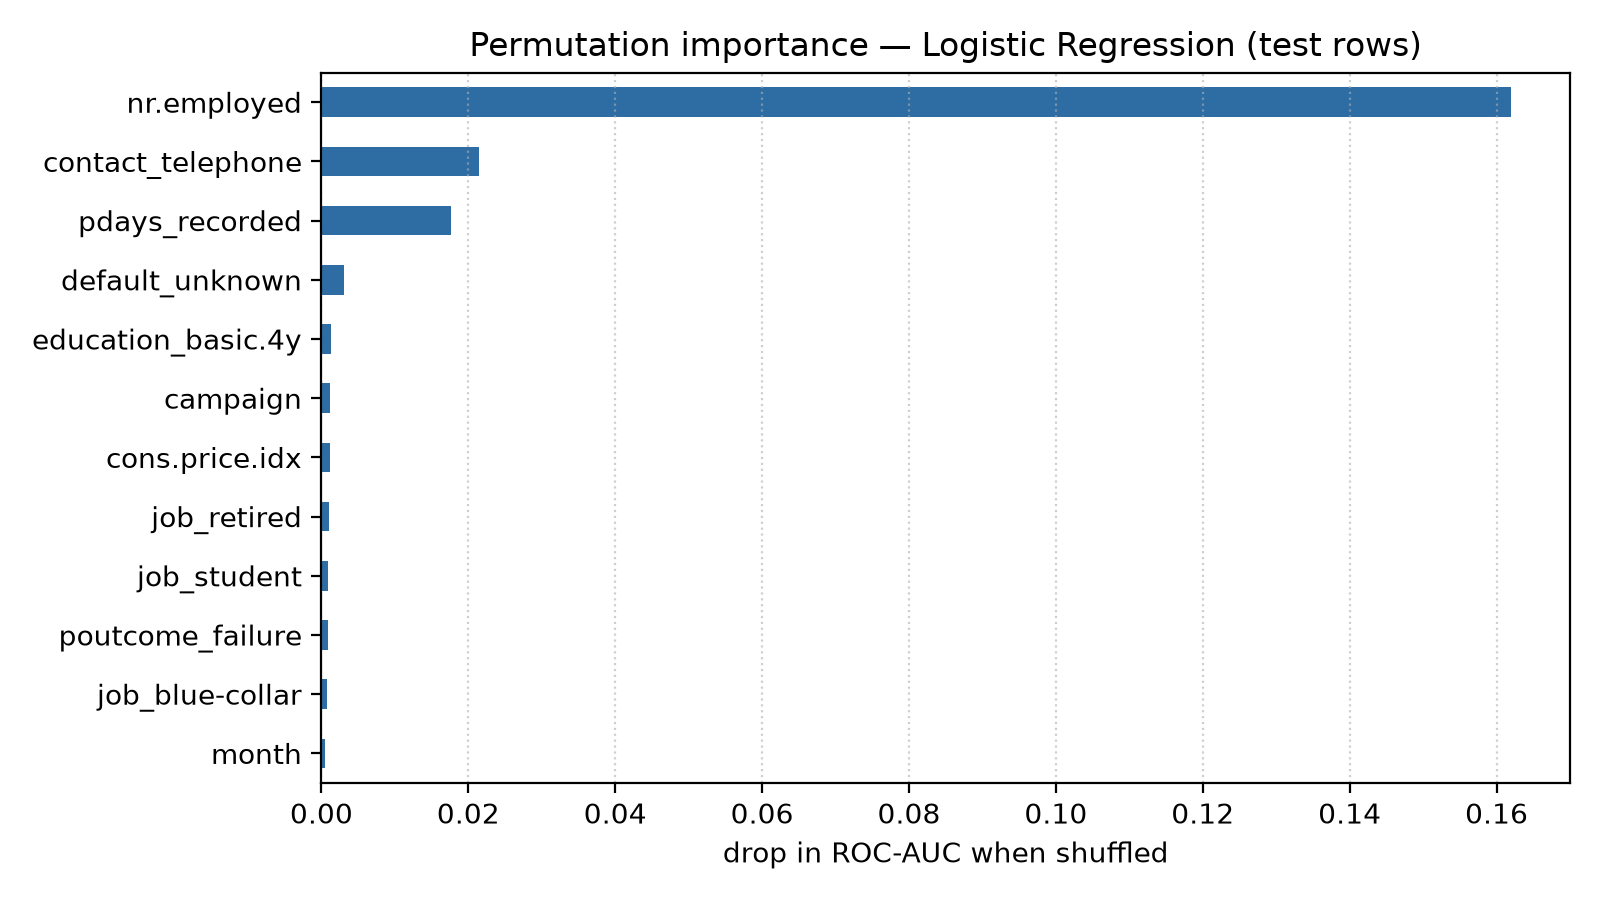 Permutation importance — Logistic Regression (test rows)
nr.employed
contact_telephone
pdays_recorded
default_unknown
education_basic.4y
campaign
cons.price.idx
job_retired
job_student
poutcome_failure
job_blue-collar
month
0.00 0.02 0.04 0.06 0.08 0.10 0.12 0.14 0.16
drop in ROC-AUC when shuffled